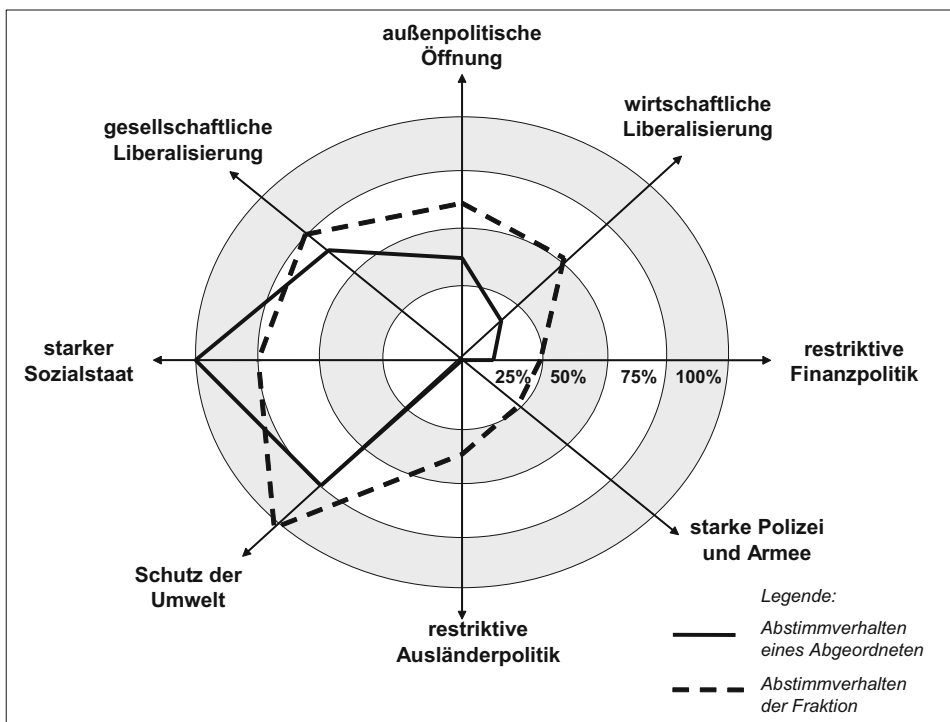 außenpolitische
Öffnung
wirtschaftliche
Liberalisierung
gesellschaftliche
Liberalisierung
starker
Sozialstaat
25% 50% 75% 100%
restriktive
Finanzpolitik
starke Polizei
und Armee
Schutz der
Umwelt
restriktive
Ausländerpolitik
Legende:
Abstimmverhalten
eines Abgeordneten
Abstimmverhalten
der Fraktion